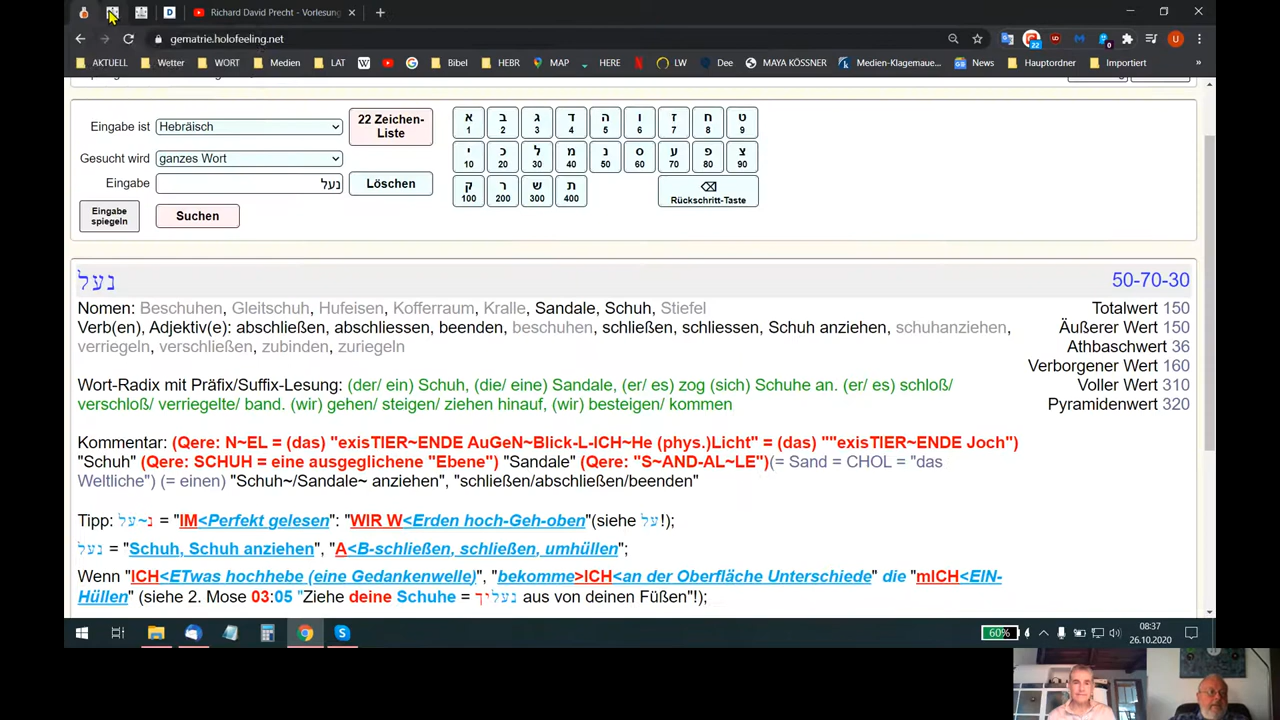 Richard David Precht - Vorlesung
gematrie.holofeeling.net
AKTUELL Wetter WORT Medien LAT Bibel HEBR MAP HERE LW Dee MAYA KÖSSNER Medien-Klagemaue... News Hauptordner Importiert »
Eingabe ist Hebräisch
22 Zeichen-Liste
Gesucht wird ganzes Wort
Eingabe נעל Löschen
Eingabe spiegeln Suchen
א ב ג ד ה ו ז ח ט
1 2 3 4 5 6 7 8 9
י כ ל מ נ ס ע פ צ
10 20 30 40 50 60 70 80 90
ק ר ש ת
100 200 300 400 Rückschritt-Taste
נעל 50-70-30
Nomen: Beschuhen, Gleitschuh, Hufeisen, Kofferraum, Kralle, Sandale, Schuh, Stiefel
Totalwert 150
Verb(en), Adjektiv(e): abschließen, abschliessen, beenden, beschuhen, schließen, schliessen, Schuh anziehen, schuhanziehen,
Äußerer Wert 150
verriegeln, verschließen, zubinden, zuriegeln
Athbaschwert 36
Verborgener Wert 160
Wort-Radix mit Präfix/Suffix-Lesung: (der/ ein) Schuh, (die/ eine) Sandale, (er/ es) zog (sich) Schuhe an. (er/ es) schloß/
Voller Wert 310
verschloß/ verriegelte/ band. (wir) gehen/ steigen/ ziehen hinauf, (wir) besteigen/ kommen
Pyramidenwert 320
Kommentar: (Qere: N~EL = (das) "exisTIER~ENDE AuGeN~Blick-L-ICH~He (phys.)Licht" = (das) ""exisTIER~ENDE Joch")
"Schuh" (Qere: SCHUH = eine ausgeglichene "Ebene") "Sandale" (Qere: "S~AND-AL~LE")(= Sand = CHOL = "das
Weltliche") (= einen) "Schuh~/Sandale~ anziehen", "schließen/abschließen/beenden"
Tipp: נ~על = "IM<Perfekt gelesen": "WIR W<Erden hoch-Geh-oben"(siehe על!);
נעל = "Schuh, Schuh anziehen", "A<B-schließen, schließen, umhüllen";
Wenn "ICH<ETwas hochhebe (eine Gedankenwelle)", "bekomme>ICH<an der Oberfläche Unterschiede" die "mICH<EIN-
Hüllen" (siehe 2. Mose 03:05 "Ziehe deine Schuhe = נעליך aus von deinen Füßen"!);
60%
08:37
26.10.2020